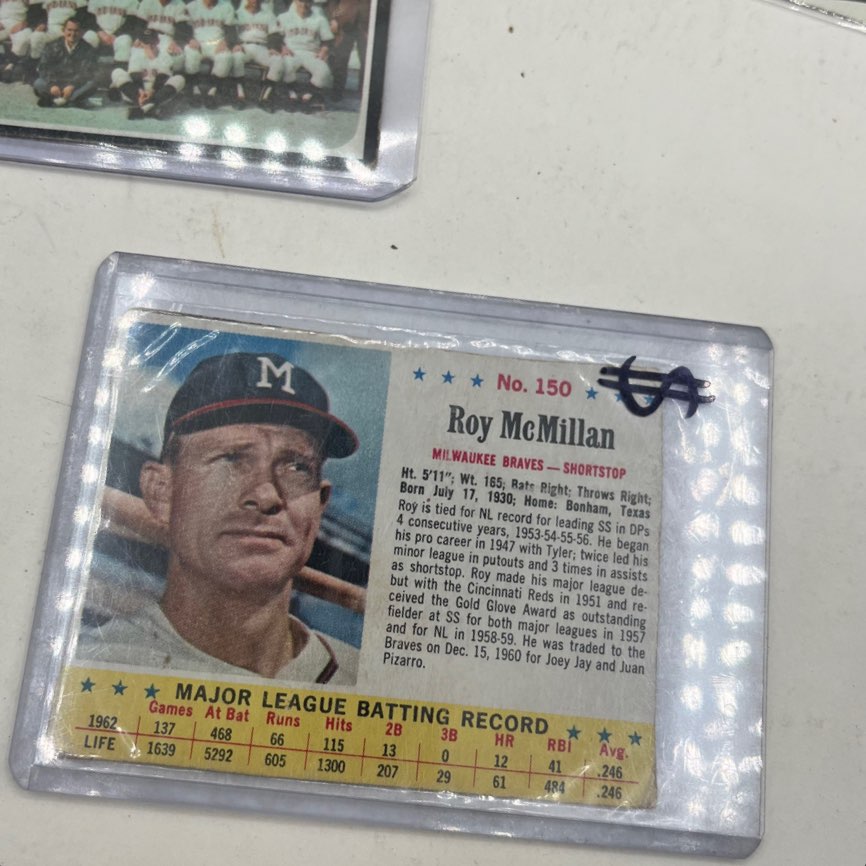 M
No. 150
Roy McMillan
MILWAUKEE BRAVES — SHORTSTOP
Ht. 5'11"; Wt. 165; Bats Right; Throws Right;
Born July 17, 1930; Home: Bonham, Texas
Roy is tied for NL record for leading SS in DPs
4 consecutive years, 1953-54-55-56. He began
his pro career in 1947 with Tyler; twice led his
minor league in putouts and 3 times in assists
as shortstop. Roy made his major league de-
but with the Cincinnati Reds in 1951 and re-
ceived the Gold Glove Award as outstanding
fielder at SS for both major leagues in 1957
and for NL in 1958-59. He was traded to the
Braves on Dec. 15, 1960 for Joey Jay and Juan
Pizarro.
MAJOR LEAGUE BATTING RECORD
Games At Bat Runs Hits 2B 3B HR RBI Avg.
1962 137 468 66 115 13 0 12 41 .246
LIFE 1639 5292 605 1300 207 29 61 484 .246